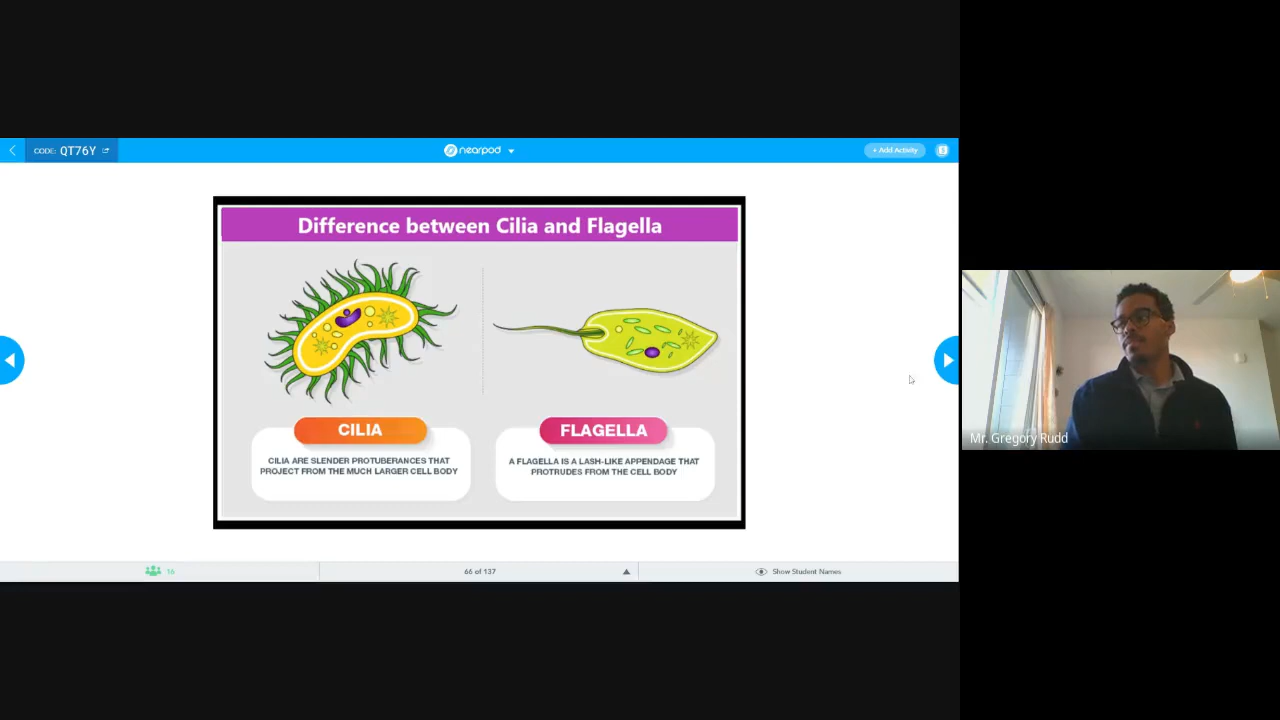 CODE: QT76Y
nearpod
+ Add Activity
Difference between Cilia and Flagella
CILIA
CILIA ARE SLENDER PROTUBERANCES THAT
PROJECT FROM THE MUCH LARGER CELL BODY
FLAGELLA
A FLAGELLA IS A LASH-LIKE APPENDAGE THAT
PROTRUDES FROM THE CELL BODY
Mr. Gregory Rudd
16
66 of 137
Show Student Names